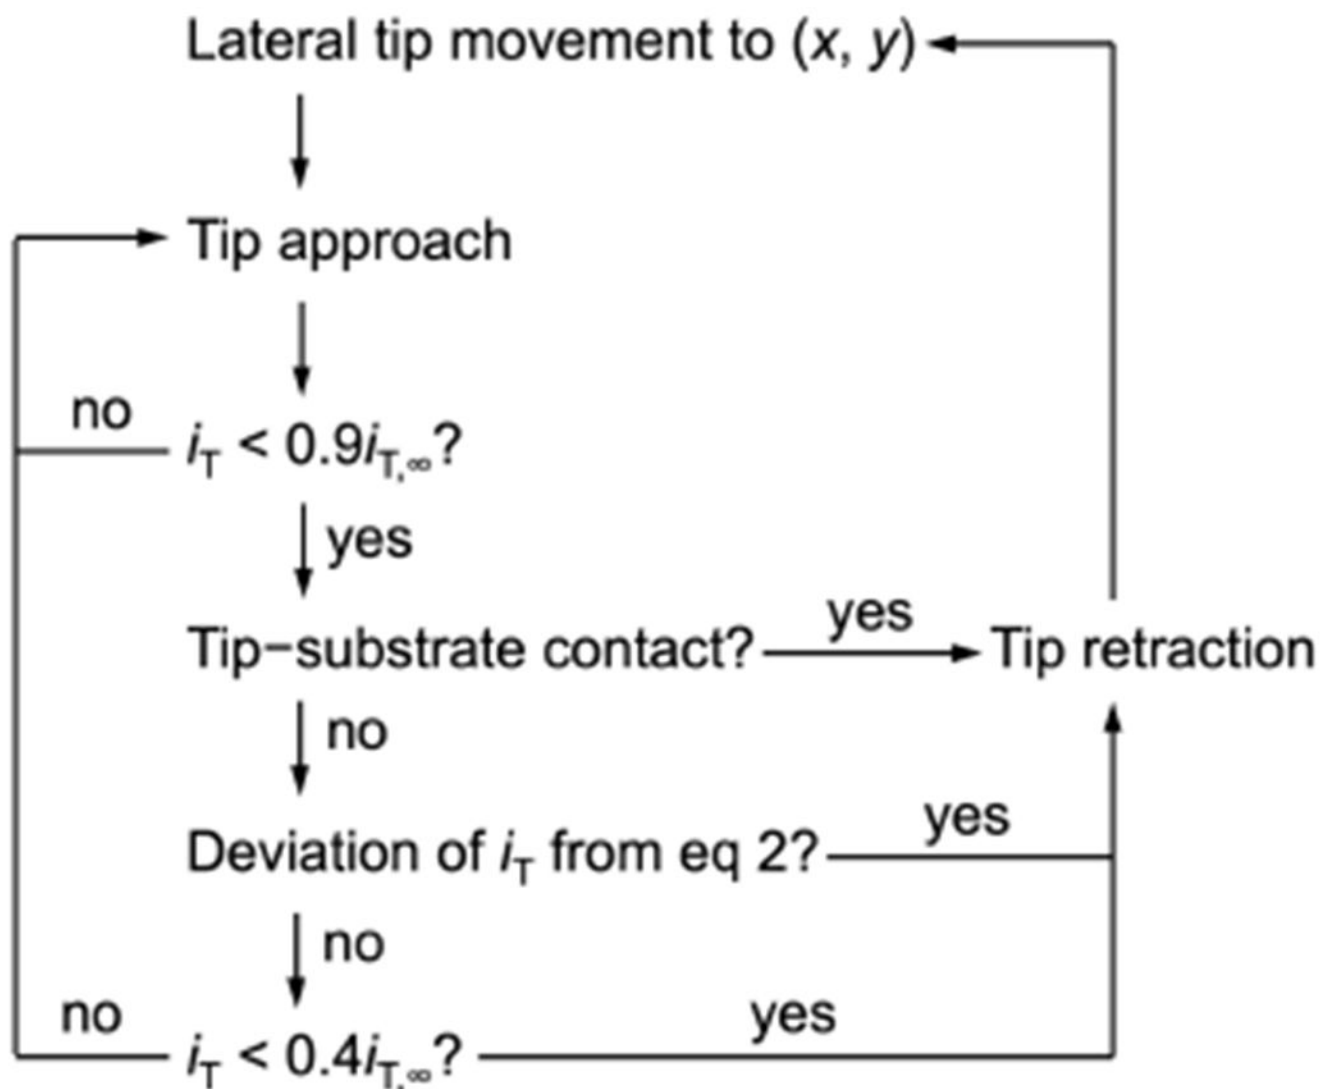 Lateral tip movement to (x, y)
Tip approach
no
iT < 0.9iT,∞?
yes
Tip−substrate contact?
yes
Tip retraction
no
Deviation of iT from eq 2?
yes
no
no
iT < 0.4iT,∞?
yes